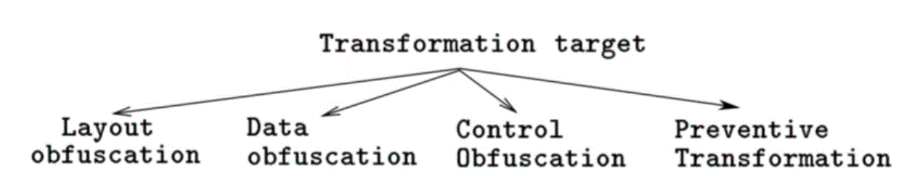 Transformation target
Layout
obfuscation
Data
obfuscation
Control
Obfuscation
Preventive
Transformation